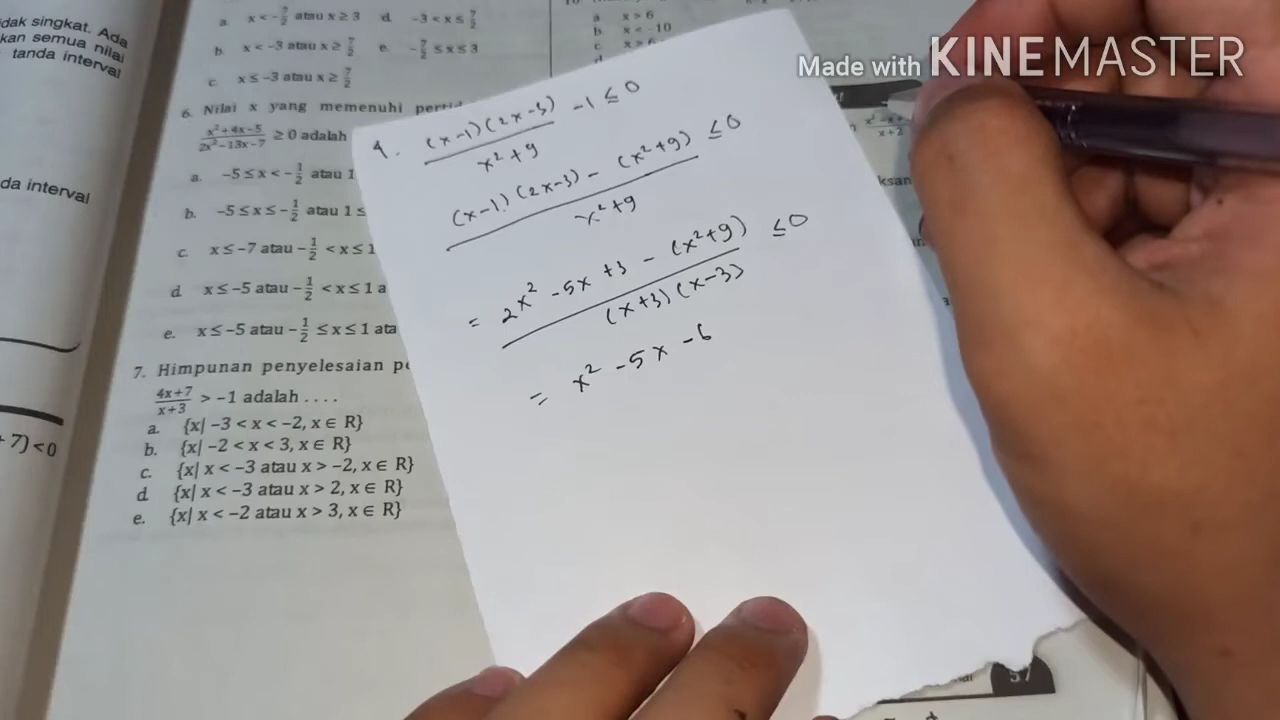 Made with KINEMASTER
dak singkat. Ada
kan semua nilai
tanda interval
da interval
+ 7) < 0
a. x < -7/2 atau x ≥ 3 d. -3 < x ≤ 7/2
b. x < -3 atau x ≥ 7/2 e. -7/2 ≤ x ≤ 3
c. x ≤ -3 atau x ≥ 7/2
6. Nilai x yang memenuhi
x²+4x-5 / 2x²-13x-7 ≥ 0 adalah
a. -5 ≤ x < -1/2 atau 1
b. -5 ≤ x ≤ -1/2 atau 1 ≤
c. x ≤ -7 atau -1/2 < x ≤ 1
d. x ≤ -5 atau -1/2 < x ≤ 1 a
e. x ≤ -5 atau -1/2 ≤ x ≤ 1 ata
7. Himpunan penyelesaian p
4x+7 / x+3 > -1 adalah . . . .
a. {x| -3 < x < -2, x ∈ R}
b. {x| -2 < x < 3, x ∈ R}
c. {x| x < -3 atau x > -2, x ∈ R}
d. {x| x < -3 atau x > 2, x ∈ R}
e. {x| x < -2 atau x > 3, x ∈ R}
a. x > 6
b. x < -10
c. x > 6
(x-1)(2x-3) / x²+9 -1 ≤ 0
(x-1)(2x-3) - (x²+9) / x²+9 ≤ 0
= 2x² -5x +3 - (x²+9) / (x+3)(x-3) ≤ 0
= x² -5x -6
x+2
ksan